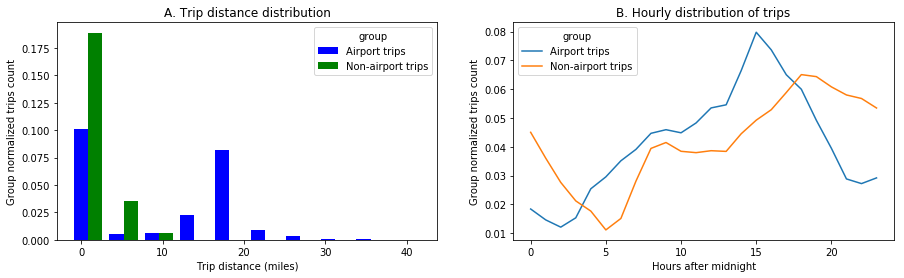 A. Trip distance distribution
Group normalized trips count
0.175
0.150
0.125
0.100
0.075
0.050
0.025
0.000
group
Airport trips
Non-airport trips
0 10 20 30 40
Trip distance (miles)
B. Hourly distribution of trips
Group normalized trips count
0.08
0.07
0.06
0.05
0.04
0.03
0.02
0.01
group
Airport trips
Non-airport trips
0 5 10 15 20
Hours after midnight